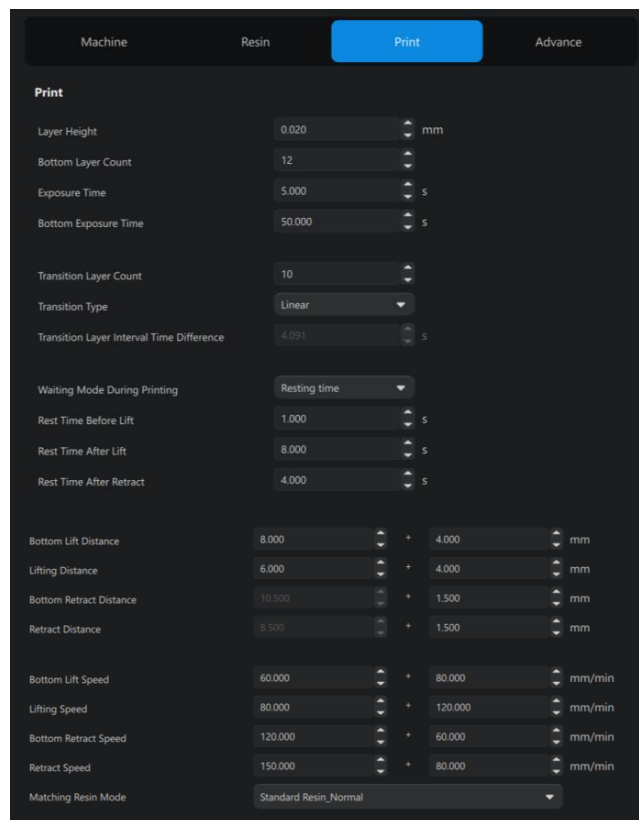 Machine Resin Print Advance
Print
Layer Height 0.020 mm
Bottom Layer Count 12
Exposure Time 5.000 s
Bottom Exposure Time 50.000 s
Transition Layer Count 10
Transition Type Linear
Transition Layer Interval Time Difference 4.091 s
Waiting Mode During Printing Resting time
Rest Time Before Lift 1.000 s
Rest Time After Lift 8.000 s
Rest Time After Retract 4.000 s
Bottom Lift Distance 8.000 + 4.000 mm
Lifting Distance 6.000 + 4.000 mm
Bottom Retract Distance 10.500 + 1.500 mm
Retract Distance 8.500 + 1.500 mm
Bottom Lift Speed 60.000 + 80.000 mm/min
Lifting Speed 80.000 + 120.000 mm/min
Bottom Retract Speed 120.000 + 60.000 mm/min
Retract Speed 150.000 + 80.000 mm/min
Matching Resin Mode Standard Resin_Normal